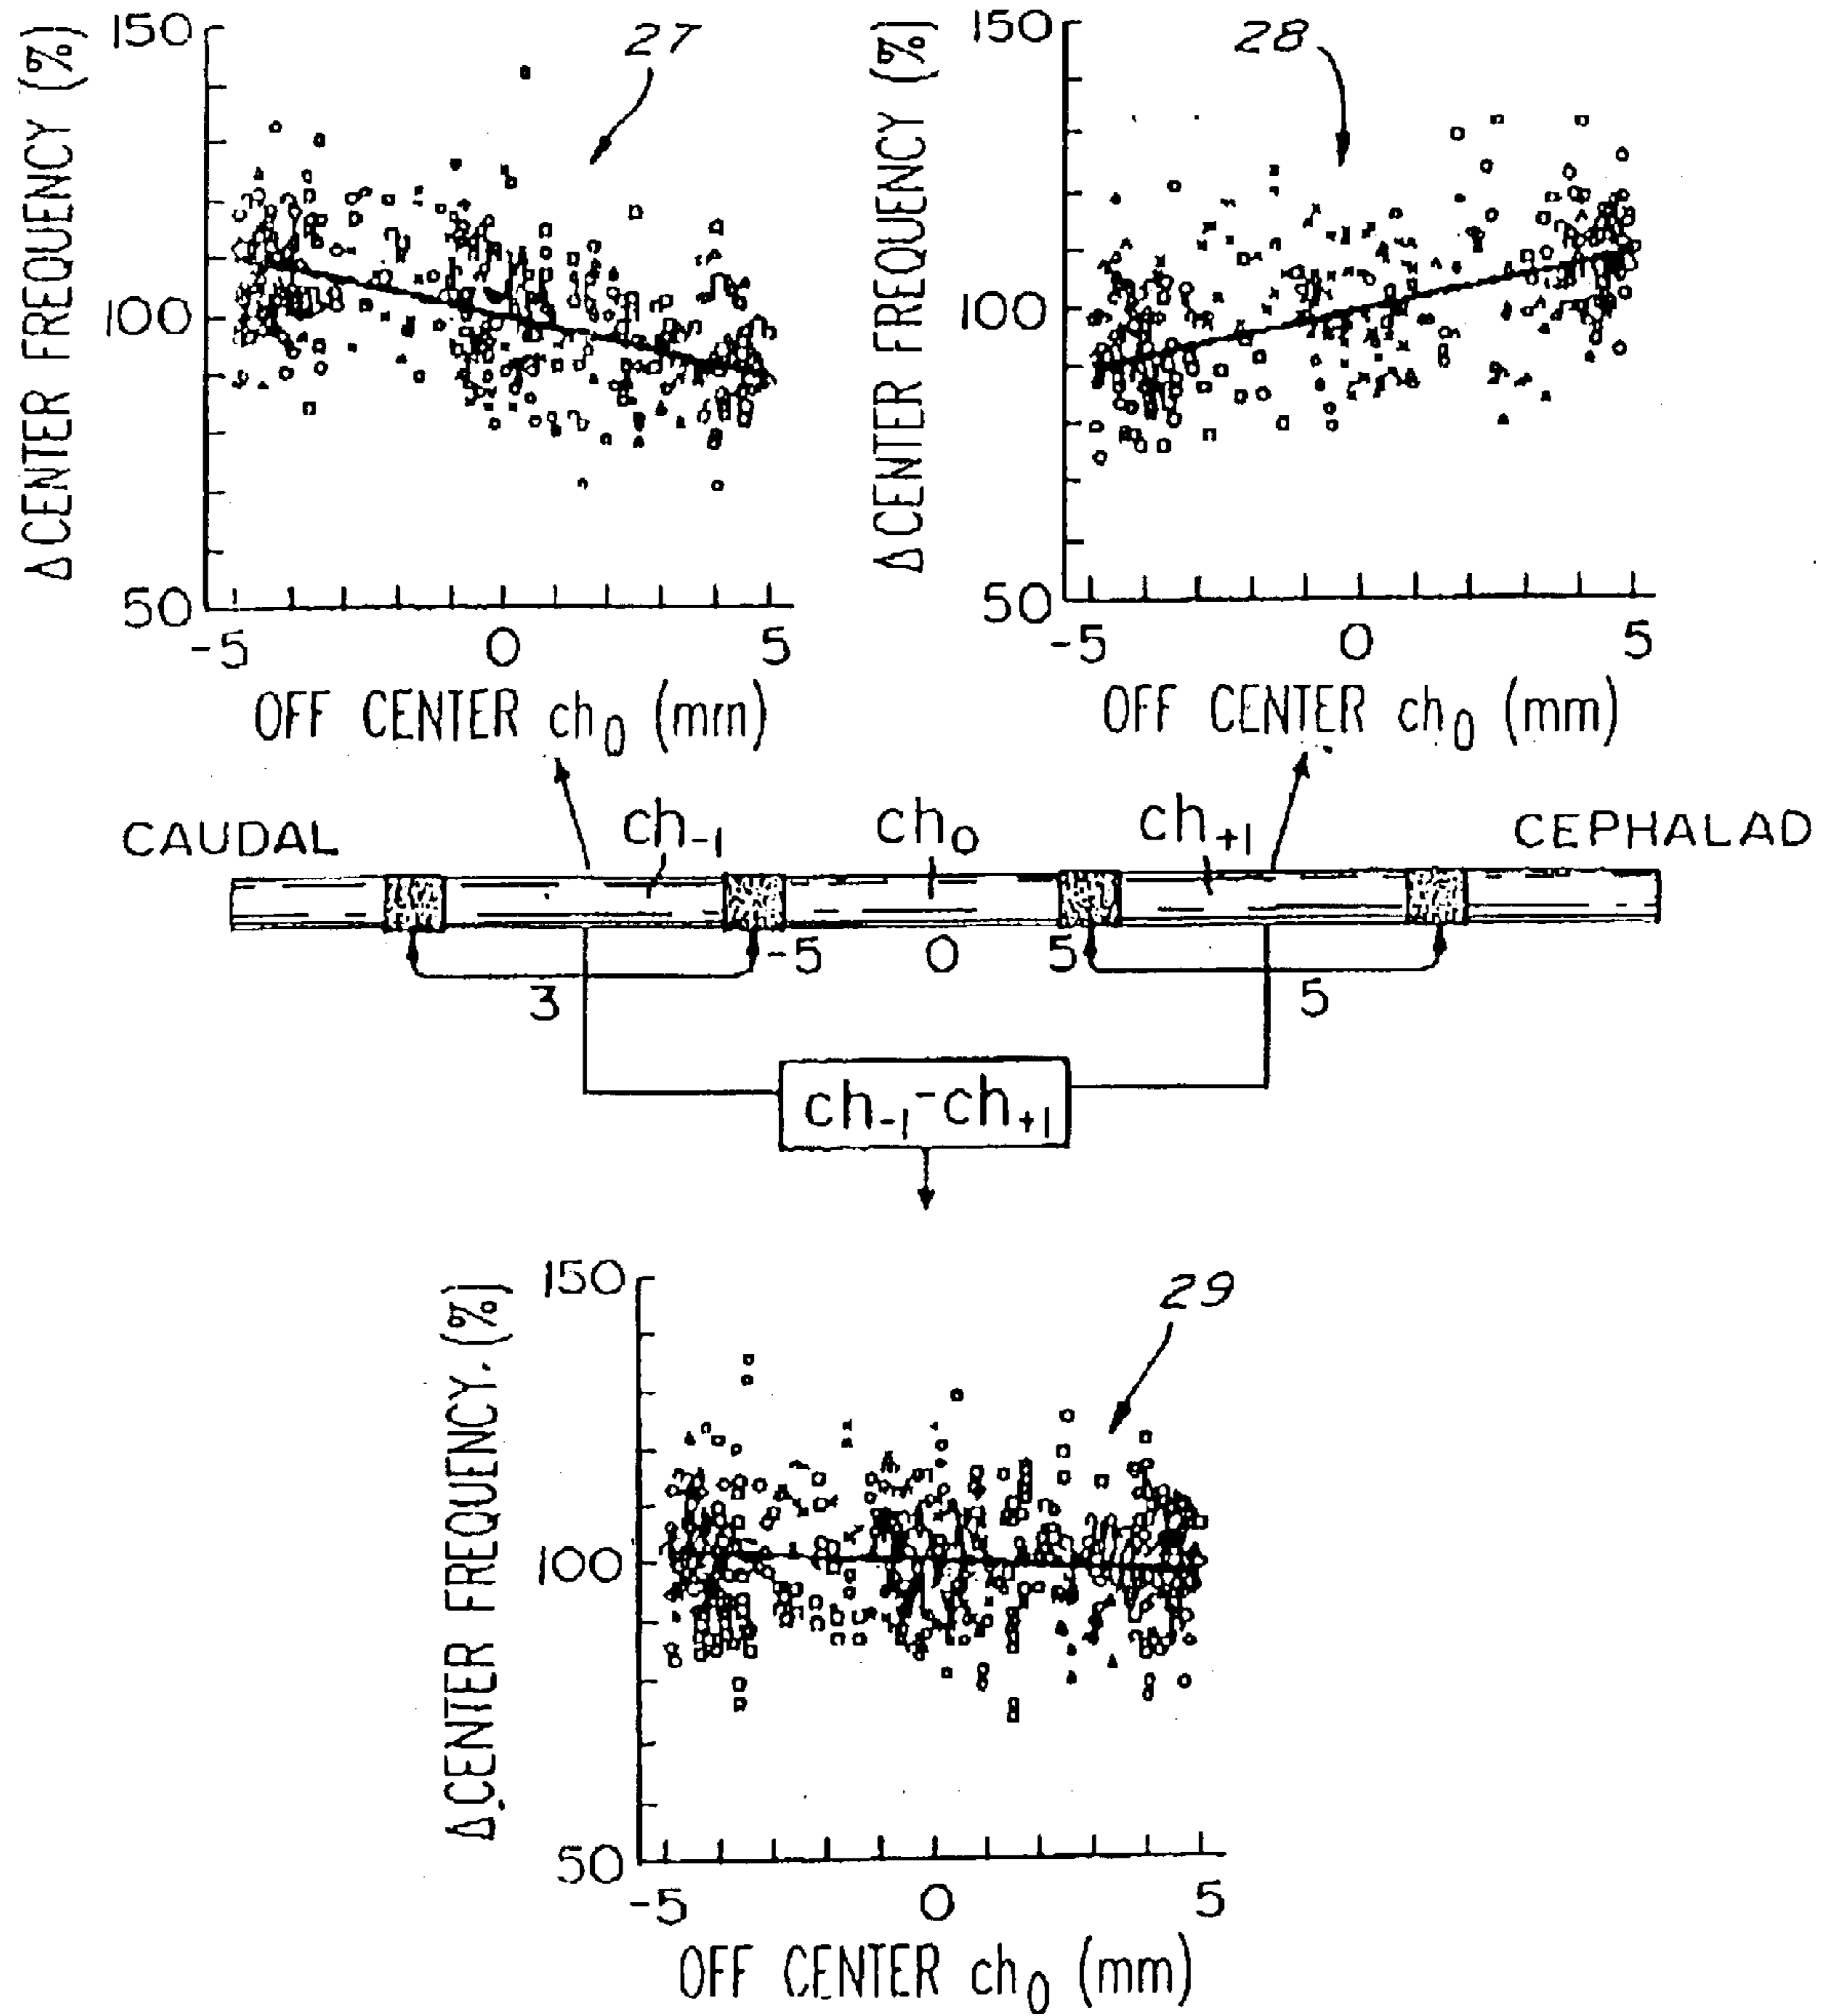 Δ CENTER FREQUENCY (%)
150
100
50
-5
0
5
OFF CENTER ch0 (mm)
27
Δ CENTER FREQUENCY (%)
150
100
50
-5
0
5
OFF CENTER ch0 (mm)
28
CAUDAL
ch-1
ch0
ch+1
CEPHALAD
-5
0
5
3
5
ch-1-ch+1
Δ CENTER FREQUENCY. (%)
150
100
50
-5
0
5
OFF CENTER ch0 (mm)
29